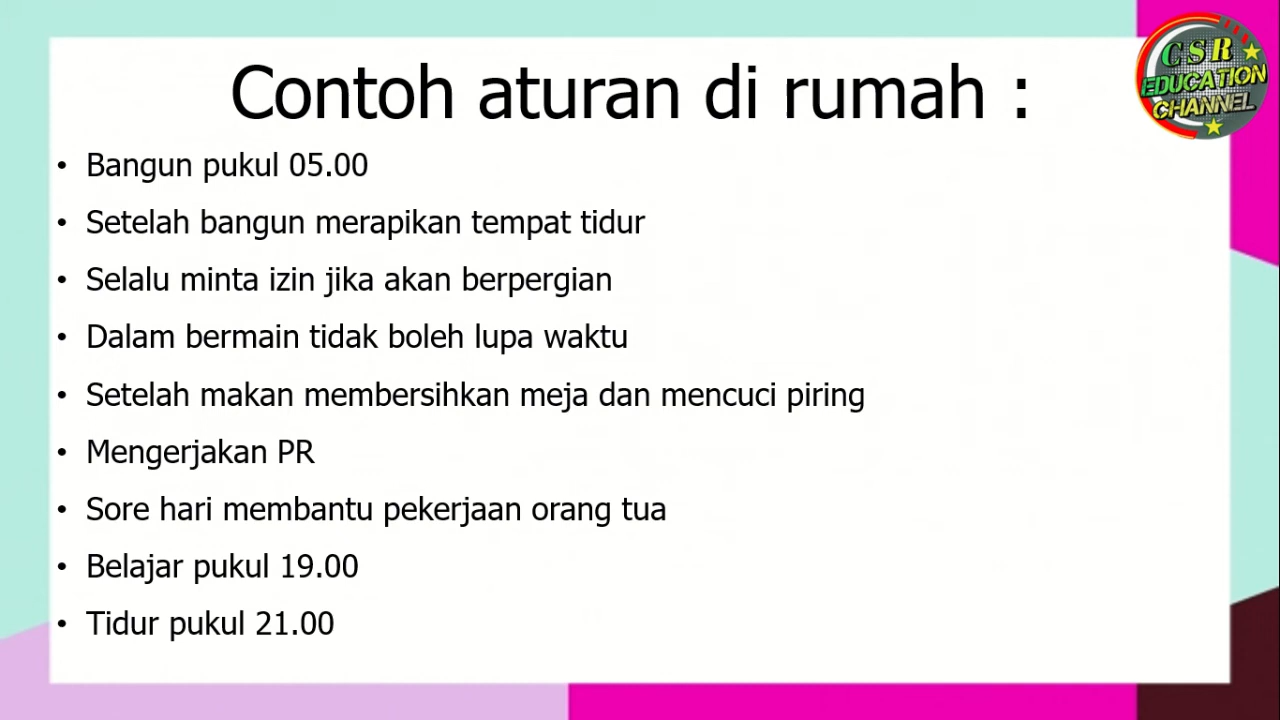 Contoh aturan di rumah :
CSR
EDUCATION
CHANNEL
• Bangun pukul 05.00
• Setelah bangun merapikan tempat tidur
• Selalu minta izin jika akan berpergian
• Dalam bermain tidak boleh lupa waktu
• Setelah makan membersihkan meja dan mencuci piring
• Mengerjakan PR
• Sore hari membantu pekerjaan orang tua
• Belajar pukul 19.00
• Tidur pukul 21.00